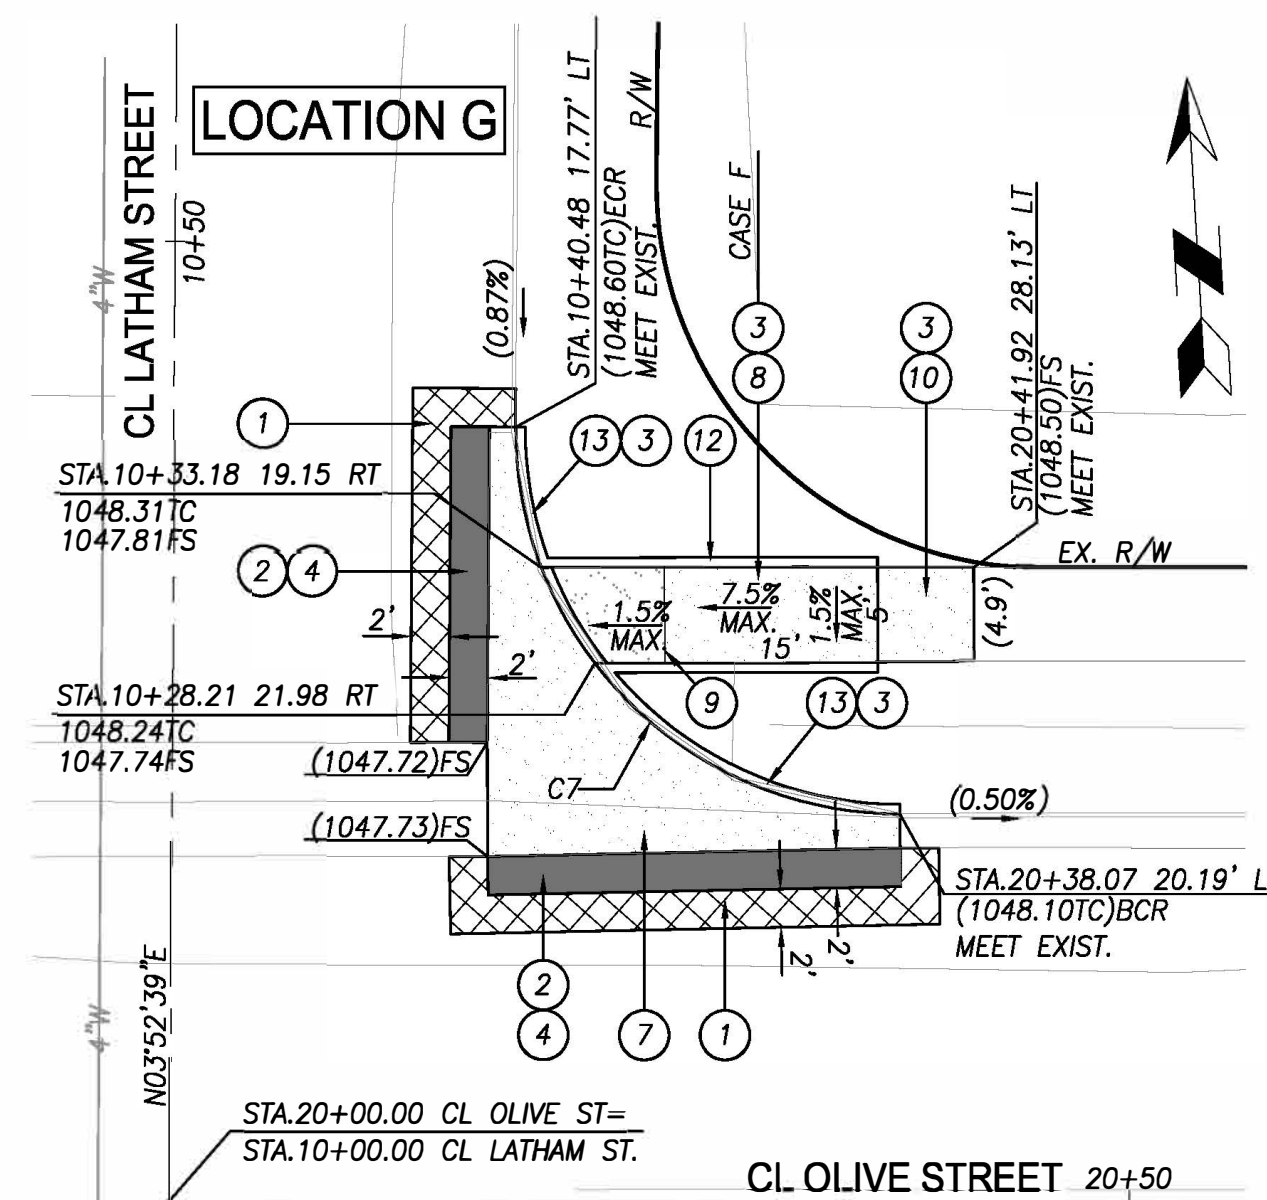 LOCATION G
CL LATHAM STREET
10+50
4"W
(0.87%)
STA.10+40.48 17.77' LT
(1048.60TC)ECR
MEET EXIST.
R/W
CASE F
3
8
3
10
STA.20+41.92 28.13' LT
(1048.50)FS
MEET EXIST.
1
13 3
12
STA.10+33.18 19.15 RT
1048.31TC
1047.81FS
EX. R/W
2 4
1.5%
MAX.
7.5%
MAX.
1.5%
MAX.
5'
15'
(4.9')
2'
2'
STA.10+28.21 21.98 RT
1048.24TC
1047.74FS
9
13 3
(1047.72)FS
C7
(0.50%)
(1047.73)FS
STA.20+38.07 20.19' L
(1048.10TC)BCR
MEET EXIST.
2'
2'
2
4
7
1
4"W
N03°52'39"E
STA.20+00.00 CL OLIVE ST=
STA.10+00.00 CL LATHAM ST.
CL OLIVE STREET 20+50